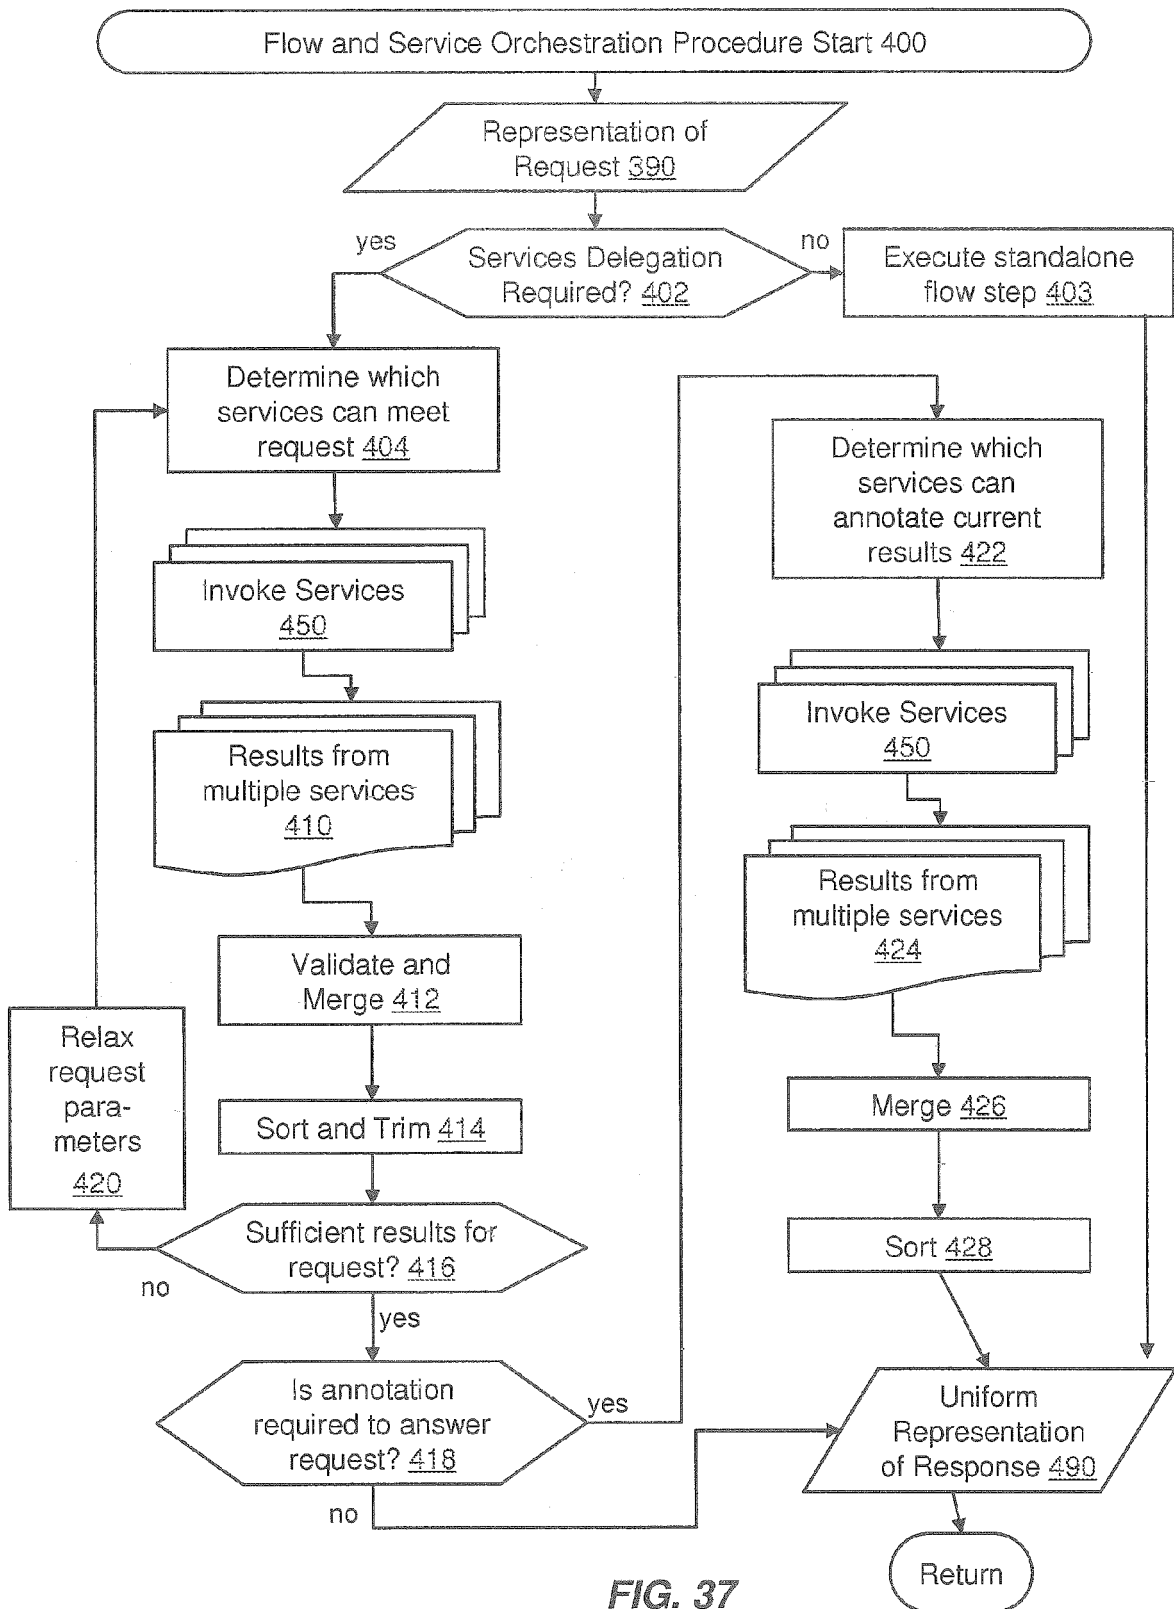 Flow and Service Orchestration Procedure Start 400
Representation of
Request 390
yes
Services Delegation
Required? 402
no
Execute standalone
flow step 403
Determine which
services can meet
request 404
Invoke Services
450
Results from
multiple services
410
Validate and
Merge 412
Sort and Trim 414
Relax
request
para-
meters
420
Sufficient results for
request? 416
no
yes
Is annotation
required to answer
request? 418
yes
no
Determine which
services can
annotate current
results 422
Invoke Services
450
Results from
multiple services
424
Merge 426
Sort 428
Uniform
Representation
of Response 490
Return
FIG. 37